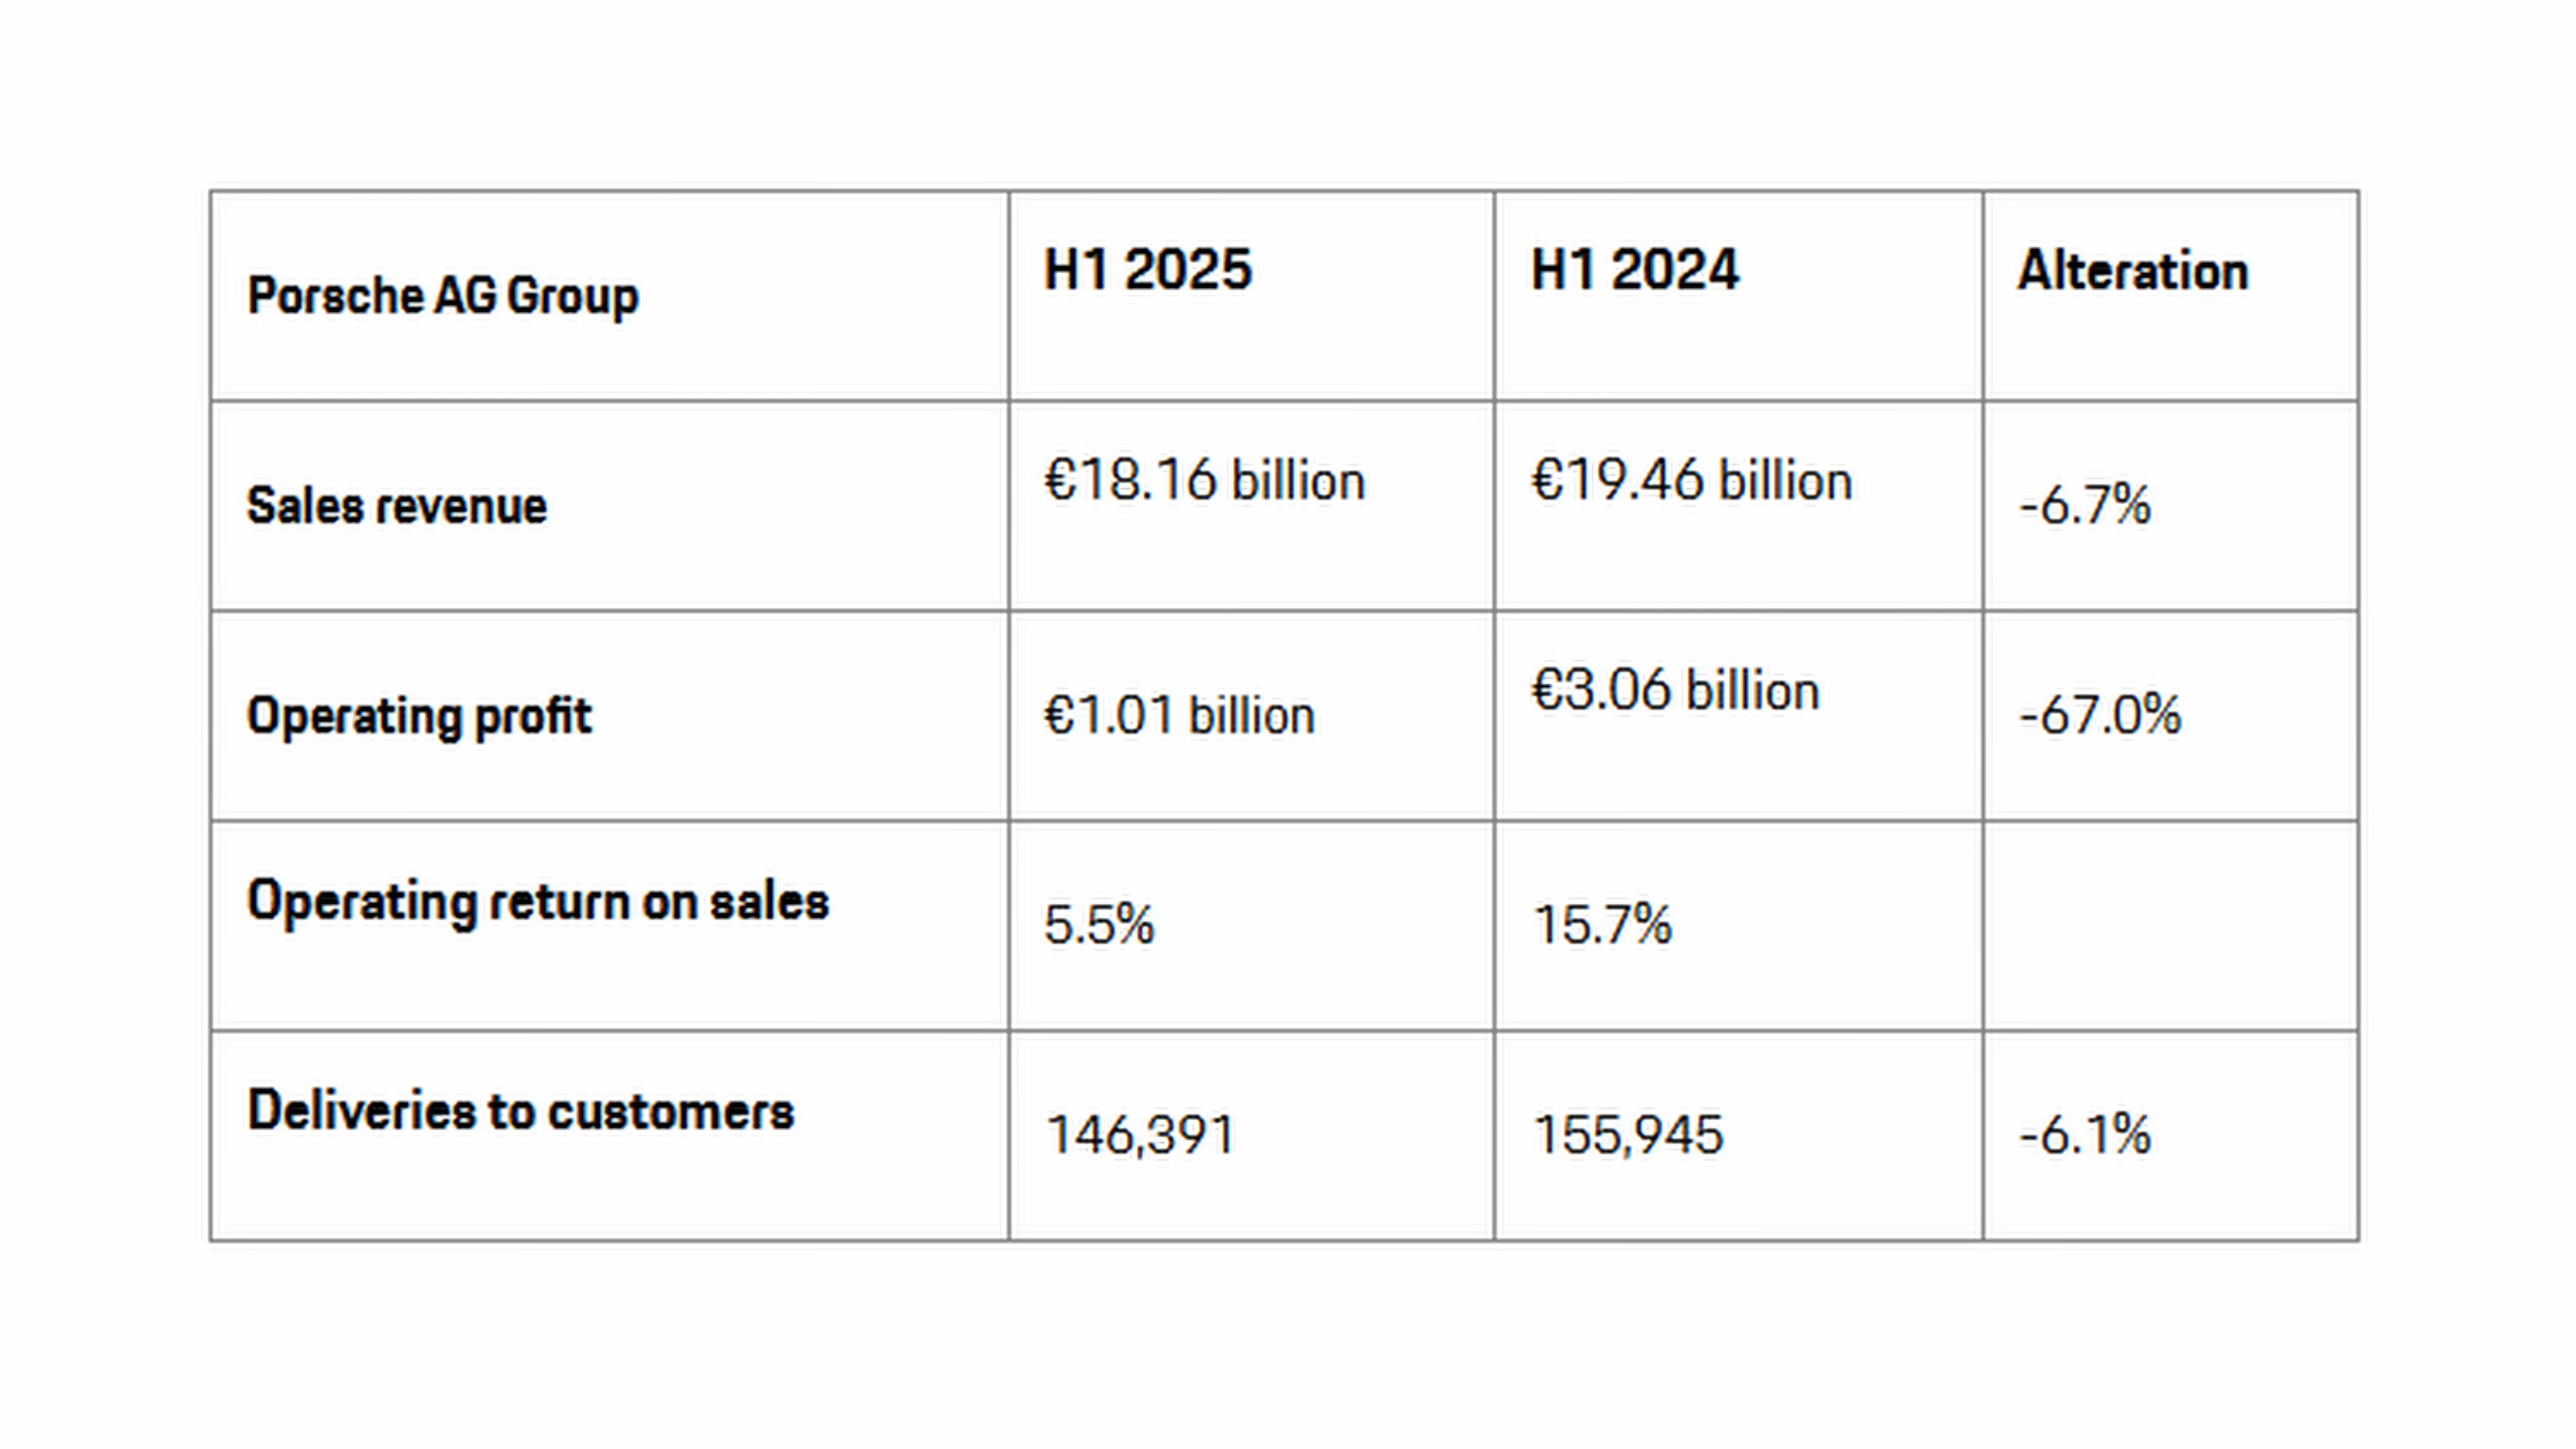 Porsche AG Group H1 2025 H1 2024 Alteration
Sales revenue €18.16 billion €19.46 billion -6.7%
Operating profit €1.01 billion €3.06 billion -67.0%
Operating return on sales 5.5% 15.7%
Deliveries to customers 146,391 155,945 -6.1%